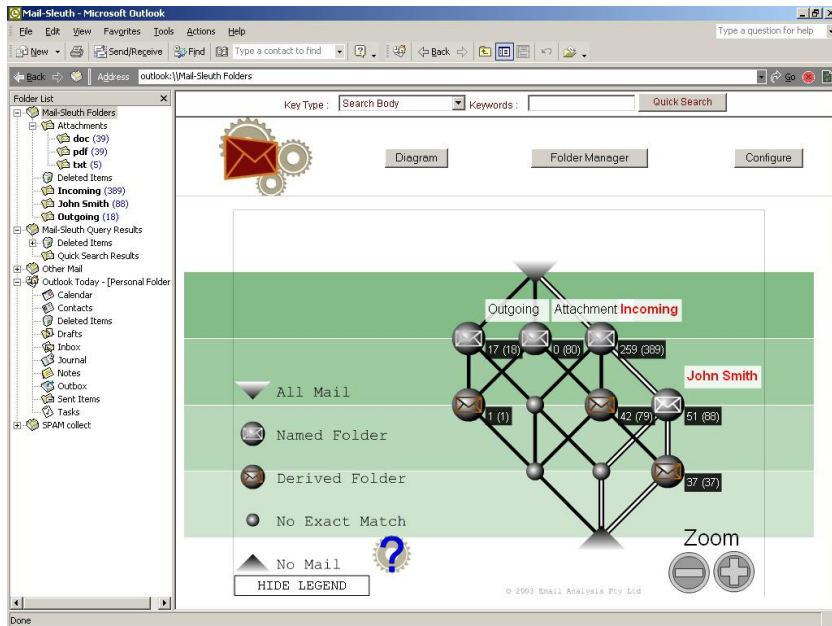 Mail-Sleuth - Microsoft Outlook
File Edit View Favorites Tools Actions Help
Type a question for help
New Send/Receive Find Type a contact to find Back
Back Address outlook:\\Mail-Sleuth Folders Go
Folder List
Mail-Sleuth Folders
Attachments
doc (39)
pdf (39)
txt (5)
Deleted Items
Incoming (389)
John Smith (88)
Outgoing (18)
Mail-Sleuth Query Results
Deleted Items
Quick Search Results
Other Mail
Outlook Today - [Personal Folder
Calendar
Contacts
Deleted Items
Drafts
Inbox
Journal
Notes
Outbox
Sent Items
Tasks
SPAM collect
Key Type : Search Body Keywords : Quick Search
Diagram Folder Manager Configure
Outgoing Attachment Incoming
17 (18) 0 (80) 259 (389)
John Smith
1 (1) 42 (79) 51 (88)
37 (37)
All Mail
Named Folder
Derived Folder
No Exact Match
No Mail
HIDE LEGEND
?
Zoom
© 2003 Email Analysis Pty Ltd
Done